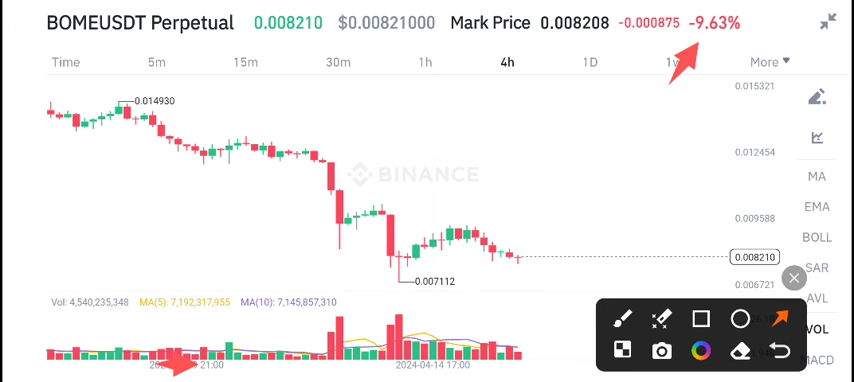 BOMEUSDT Perpetual 0.008210 $0.00821000 Mark Price 0.008208 -0.000875 -9.63%
Time 5m 15m 30m 1h 4h 1D More
0.015321
0.014930
0.012454
BINANCE
MA
EMA
0.009588
BOLL
0.008210
SAR
0.007112
0.006721
AVL
Vol: 4,540,235,348 MA(5): 7,192,317,955 MA(10): 7,145,857,310
VOL
MACD
21:00 2024-04-14 17:00